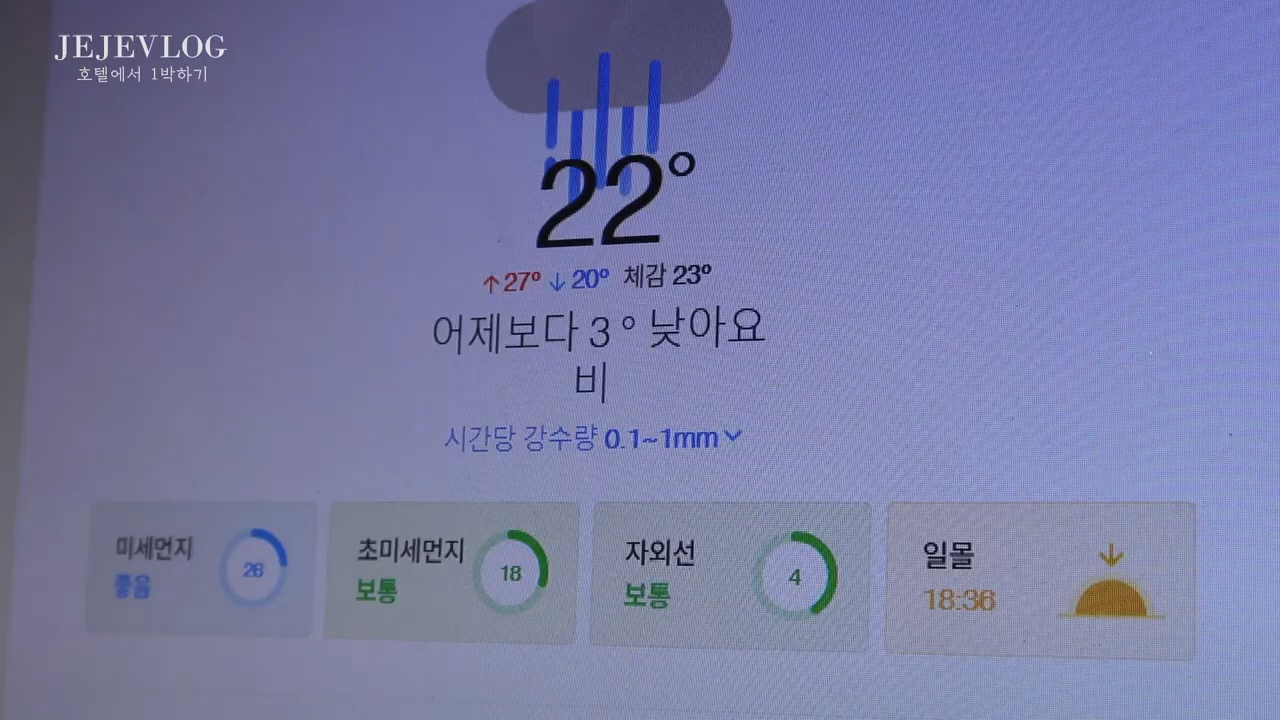 JEJEVLOG
호텔에서 1박하기
22°
↑27° ↓20° 체감 23°
어제보다 3° 낮아요
비
시간당 강수량 0.1~1mm
미세먼지
좋음
26
초미세먼지
보통
18
자외선
보통
4
일몰
18:36